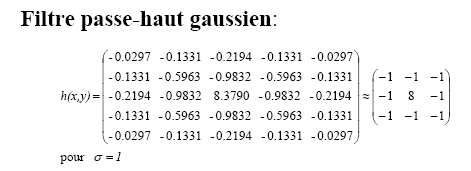 Filtre passe-haut gaussien:
-0.0297 -0.1331 -0.2194 -0.1331 -0.0297
-0.1331 -0.5963 -0.9832 -0.5963 -0.1331 −1 −1 −1
h(x,y)= -0.2194 -0.9832 8.3790 -0.9832 -0.2194 ≈ −1 8 −1
-0.1331 -0.5963 -0.9832 -0.5963 -0.1331 −1 −1 −1
-0.0297 -0.1331 -0.2194 -0.1331 -0.0297
pour σ=1